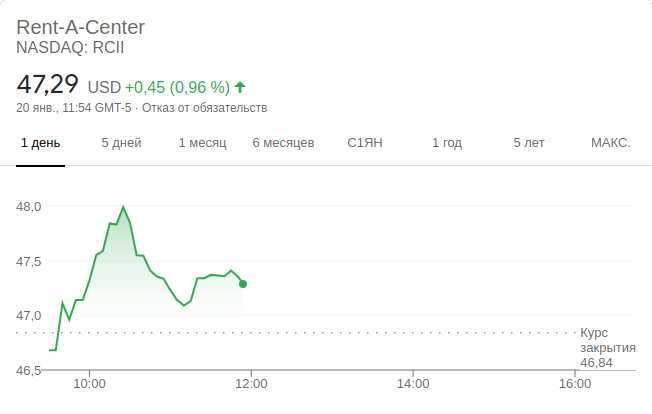 Rent-A-Center
NASDAQ: RCII
47,29 USD +0,45 (0,96 %)
20 янв., 11:54 GMT-5 · Отказ от обязательств
1 день 5 дней 1 месяц 6 месяцев С1ЯН 1 год 5 лет МАКС.
48,0
47,5
47,0
Курс
закрытия
46,84
46,5
10:00 12:00 14:00 16:00